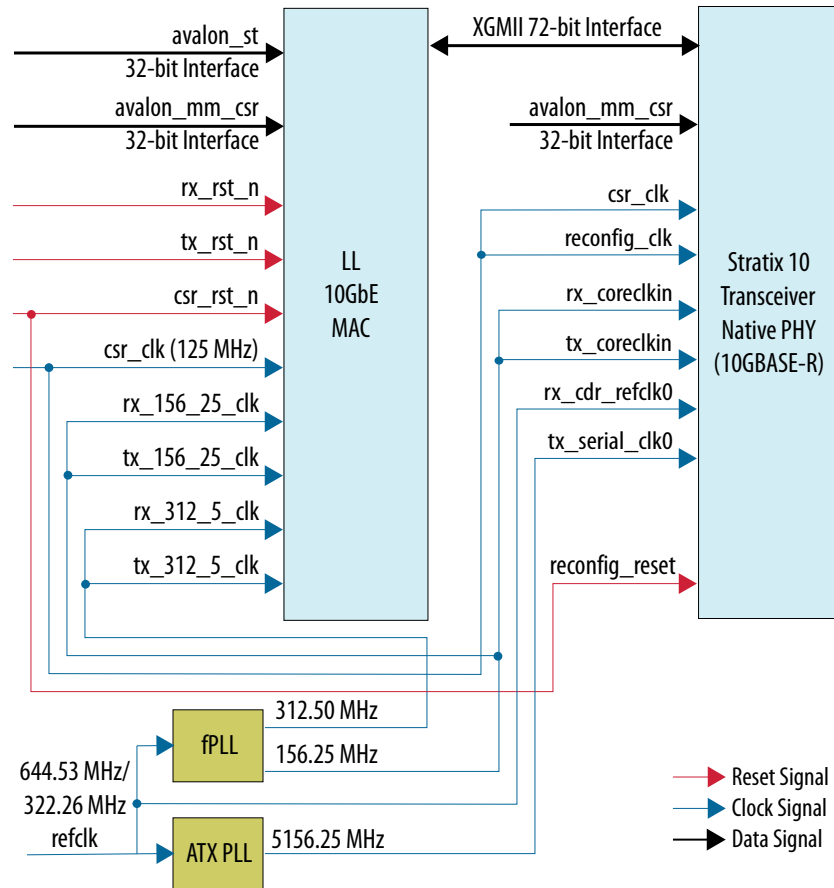 avalon_st
32-bit Interface
avalon_mm_csr
32-bit Interface
rx_rst_n
tx_rst_n
csr_rst_n
csr_clk (125 MHz)
rx_156_25_clk
tx_156_25_clk
rx_312_5_clk
tx_312_5_clk
LL
10GbE
MAC
XGMII 72-bit Interface
avalon_mm_csr
32-bit Interface
csr_clk
reconfig_clk
rx_coreclkin
tx_coreclkin
rx_cdr_refclk0
tx_serial_clk0
reconfig_reset
Stratix 10
Transceiver
Native PHY
(10GBASE-R)
312.50 MHz
fPLL
156.25 MHz
644.53 MHz/
322.26 MHz
refclk
ATX PLL
5156.25 MHz
Reset Signal
Clock Signal
Data Signal